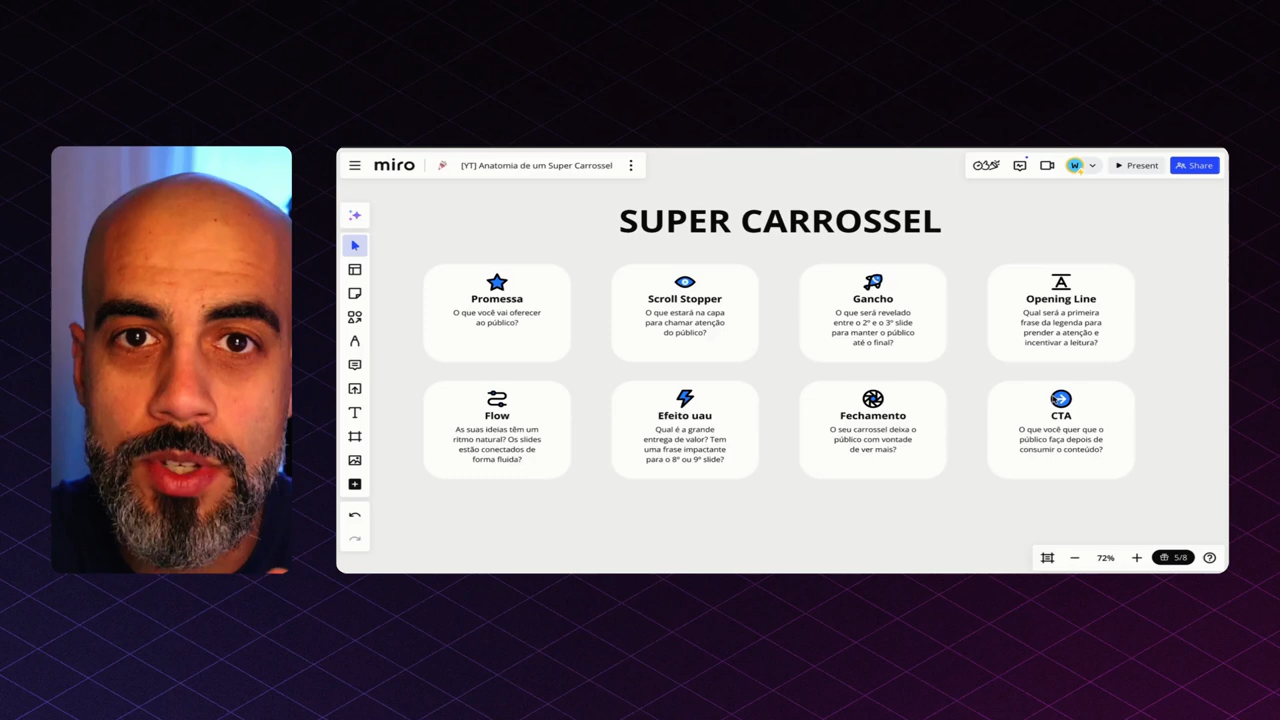 miro
[YT] Anatomia de um Super Carrossel
W
Present
Share
SUPER CARROSSEL
Promessa
O que você vai oferecer
ao público?
Scroll Stopper
O que estará na capa
para chamar atenção
do público?
Gancho
O que será revelado
entre o 2º e o 3º slide
para manter o público
até o final?
Opening Line
Qual será a primeira
frase da legenda para
prender a atenção e
incentivar a leitura?
Flow
As suas ideias têm um
ritmo natural? Os slides
estão conectados de
forma fluida?
Efeito uau
Qual é a grande
entrega de valor? Tem
uma frase impactante
para o 8º ou 9º slide?
Fechamento
O seu carrossel deixa o
público com vontade
de ver mais?
CTA
O que você quer que o
público faça depois de
consumir o conteúdo?
72%
5/8